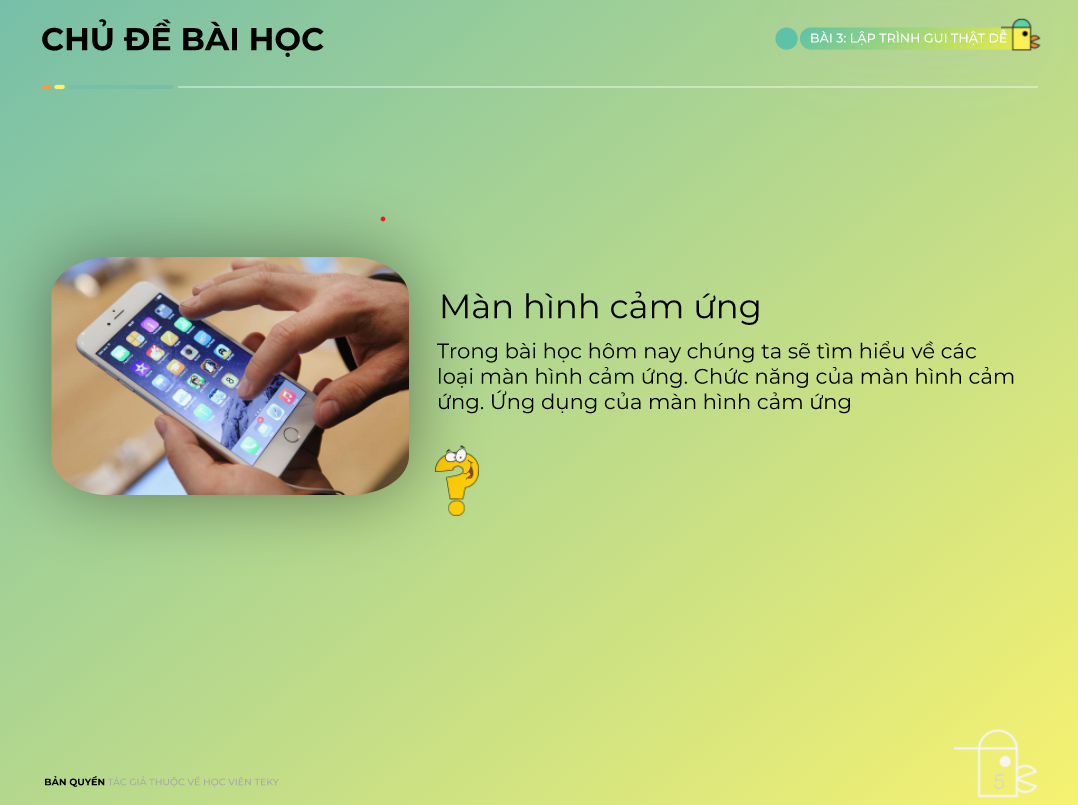 CHỦ ĐỀ BÀI HỌC
BÀI 3: LẬP TRÌNH GUI THẬT DỄ
Màn hình cảm ứng
Trong bài học hôm nay chúng ta sẽ tìm hiểu về các
loại màn hình cảm ứng. Chức năng của màn hình cảm
ứng. Ứng dụng của màn hình cảm ứng
BẢN QUYỀN TÁC GIẢ THUỘC VỀ HỌC VIỆN TEKY
5